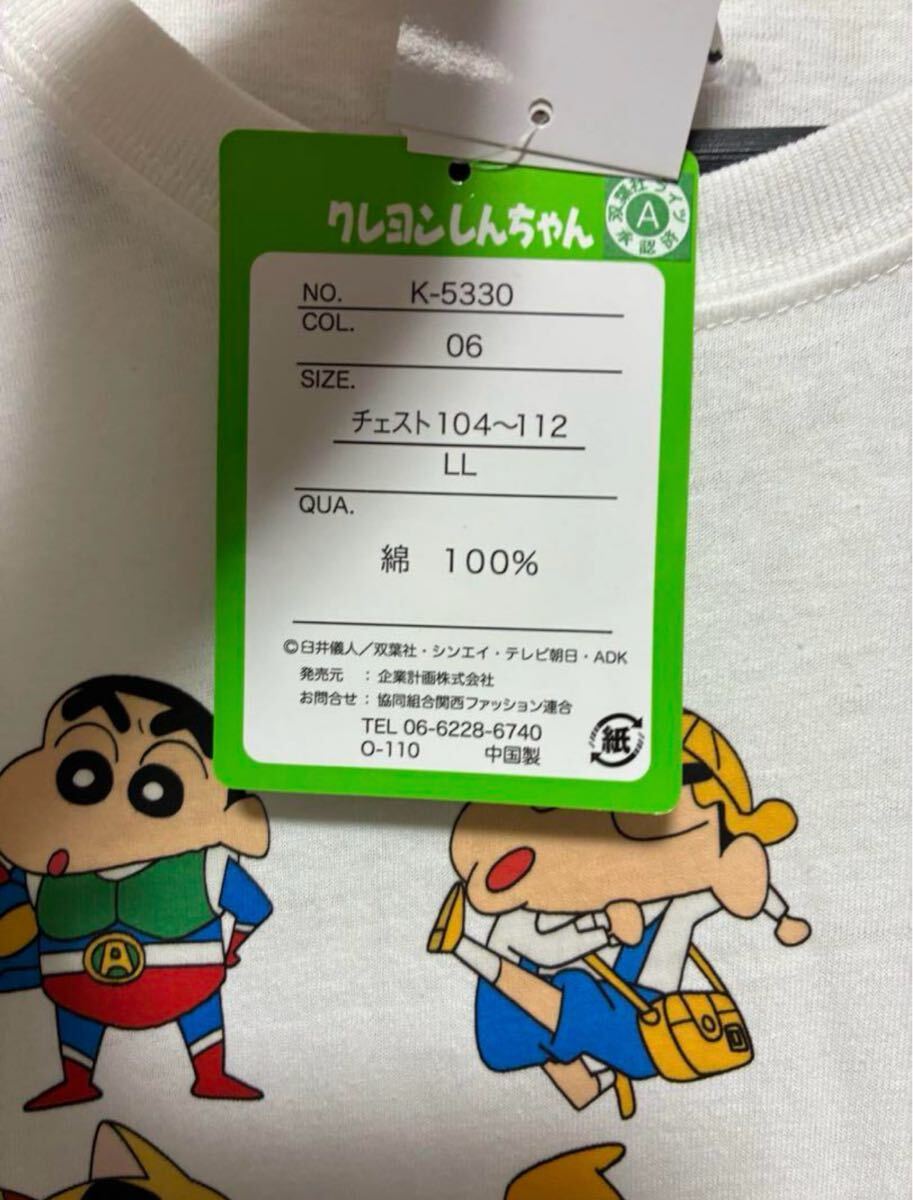 クレヨンしんちゃん
双葉社ライツ
A
承認格
NO. K-5330
COL.
06
SIZE.
チェスト104～112
LL
QUA.
綿 100%
©臼井儀人／双葉社・シンエイ・テレビ朝日・ADK
発売元 ：企業計画株式会社
お問合せ：協同組合関西ファッション連合
TEL 06-6228-6740
O-110 中国製
紙
A